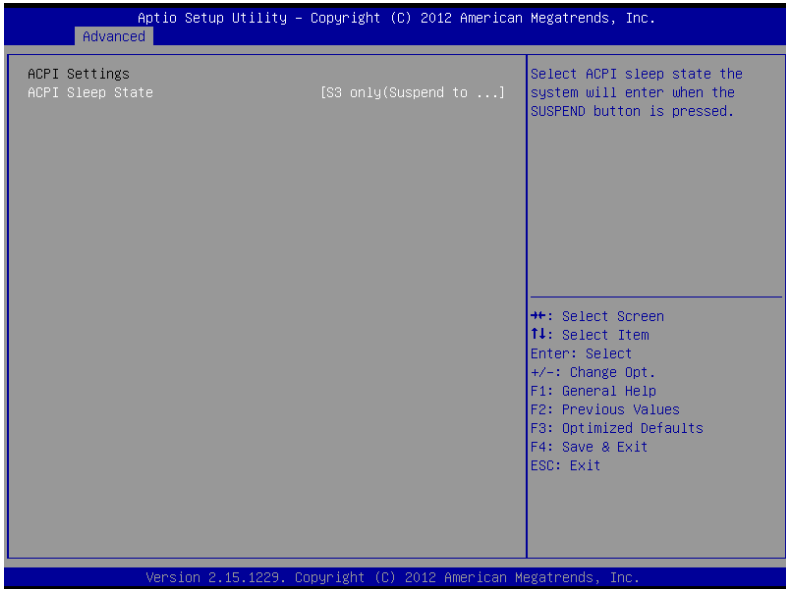 Aptio Setup Utility – Copyright (C) 2012 American Megatrends, Inc.
Advanced
ACPI Settings
ACPI Sleep State [S3 only(Suspend to ...]
Select ACPI sleep state the
system will enter when the
SUSPEND button is pressed.
→←: Select Screen
↑↓: Select Item
Enter: Select
+/-: Change Opt.
F1: General Help
F2: Previous Values
F3: Optimized Defaults
F4: Save & Exit
ESC: Exit
Version 2.15.1229. Copyright (C) 2012 American Megatrends, Inc.